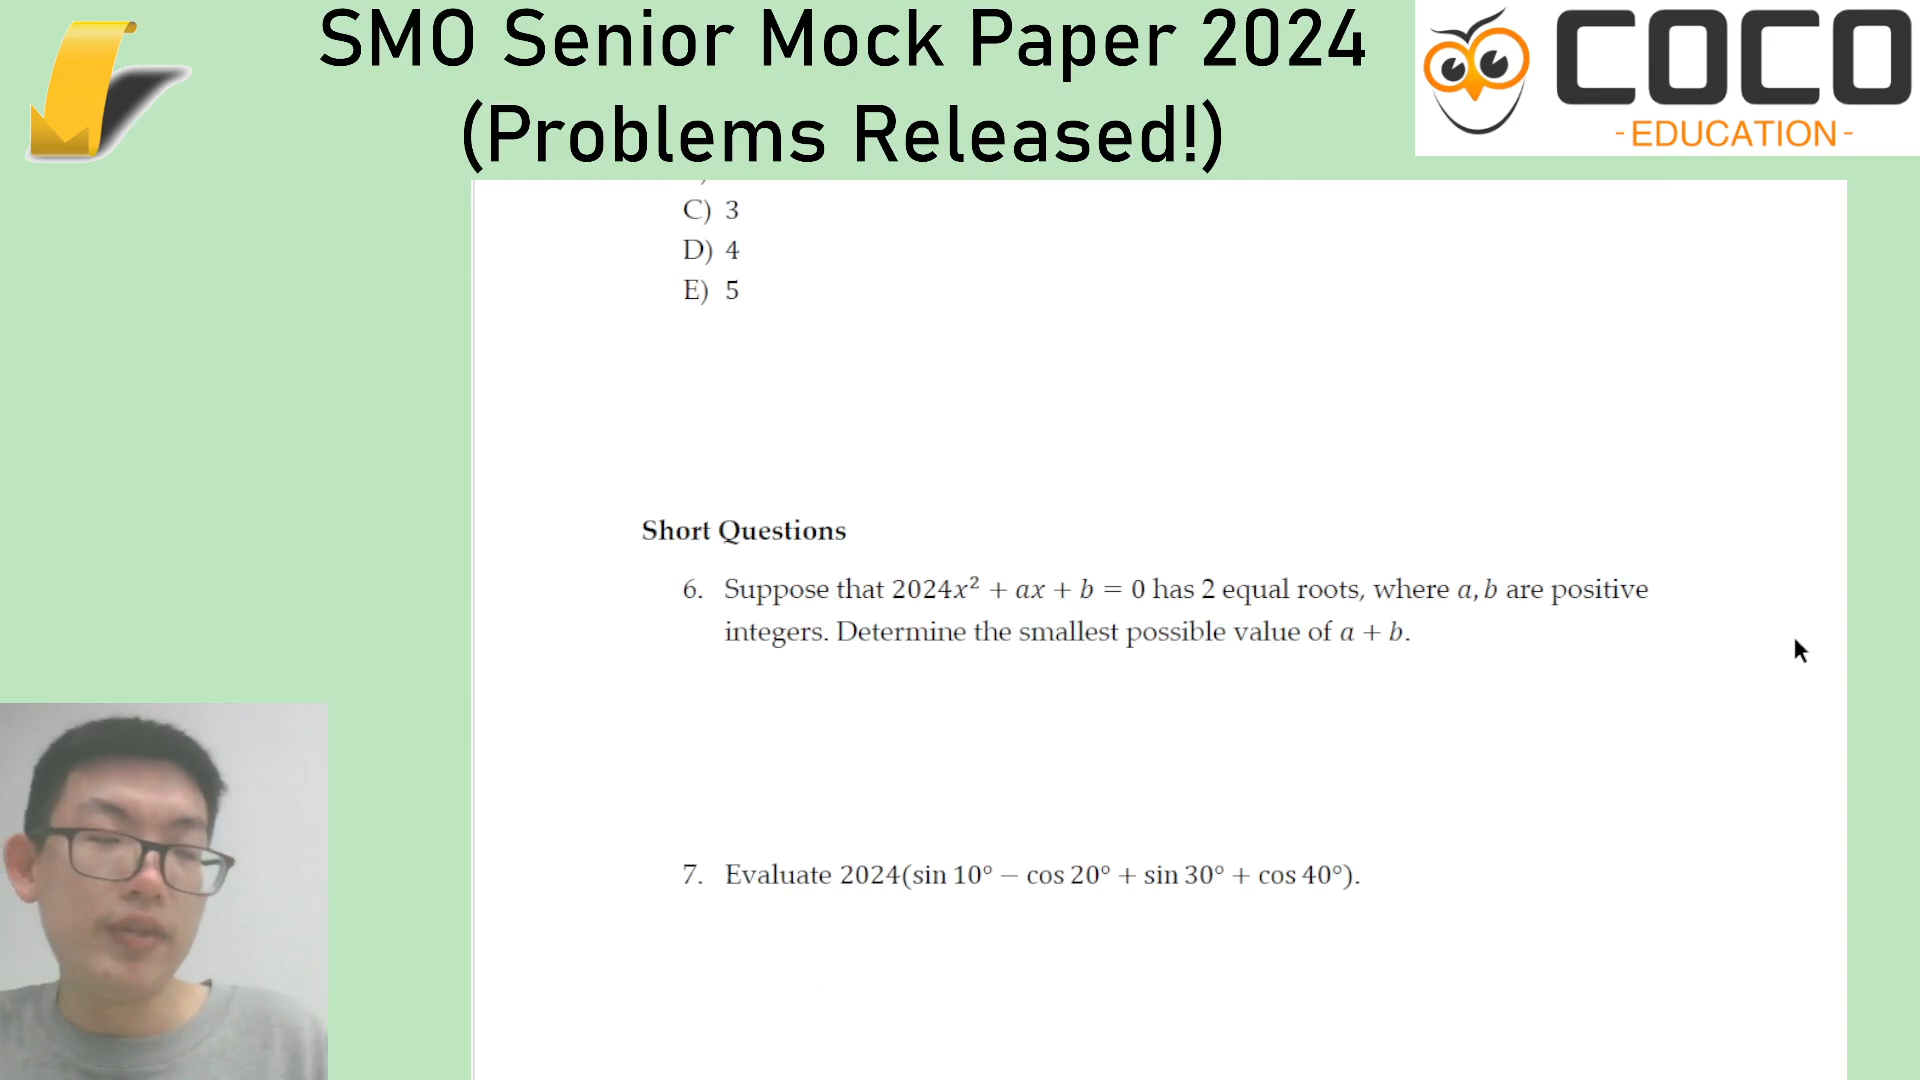 SMO Senior Mock Paper 2024
(Problems Released!)
COCO
-EDUCATION-
C) 3
D) 4
E) 5
Short Questions
6. Suppose that 2024x² + ax + b = 0 has 2 equal roots, where a, b are positive
integers. Determine the smallest possible value of a + b.
7. Evaluate 2024(sin 10° − cos 20° + sin 30° + cos 40°).